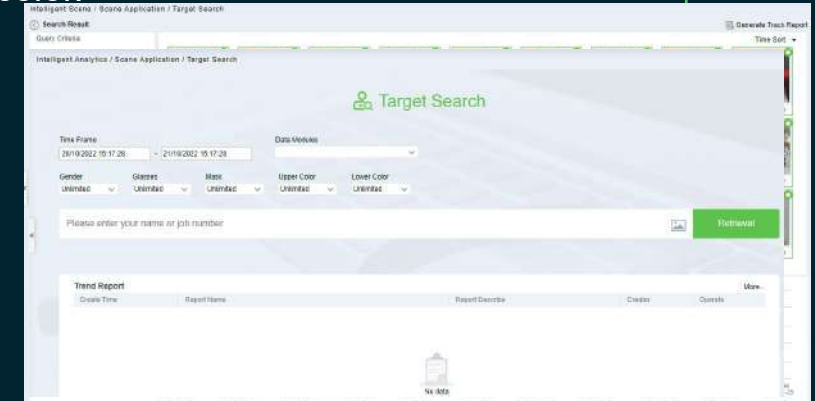 Intelligent Scene / Scene Application / Target Search
Search Result
Generate Track Report
Query Criteria
Time Sort
Intelligent Analytics / Scene Application / Target Search
Target Search
Time Frame
Data Modules
20/10/2022 15:17:28 - 21/10/2022 15:17:28
Gender Glasses Mask Upper Color Lower Color
Unlimited Unlimited Unlimited Unlimited Unlimited
Please enter your name or job number
Retrieval
Trend Report
More..
Create Time Report Name Report Describe Creator Operate
No data